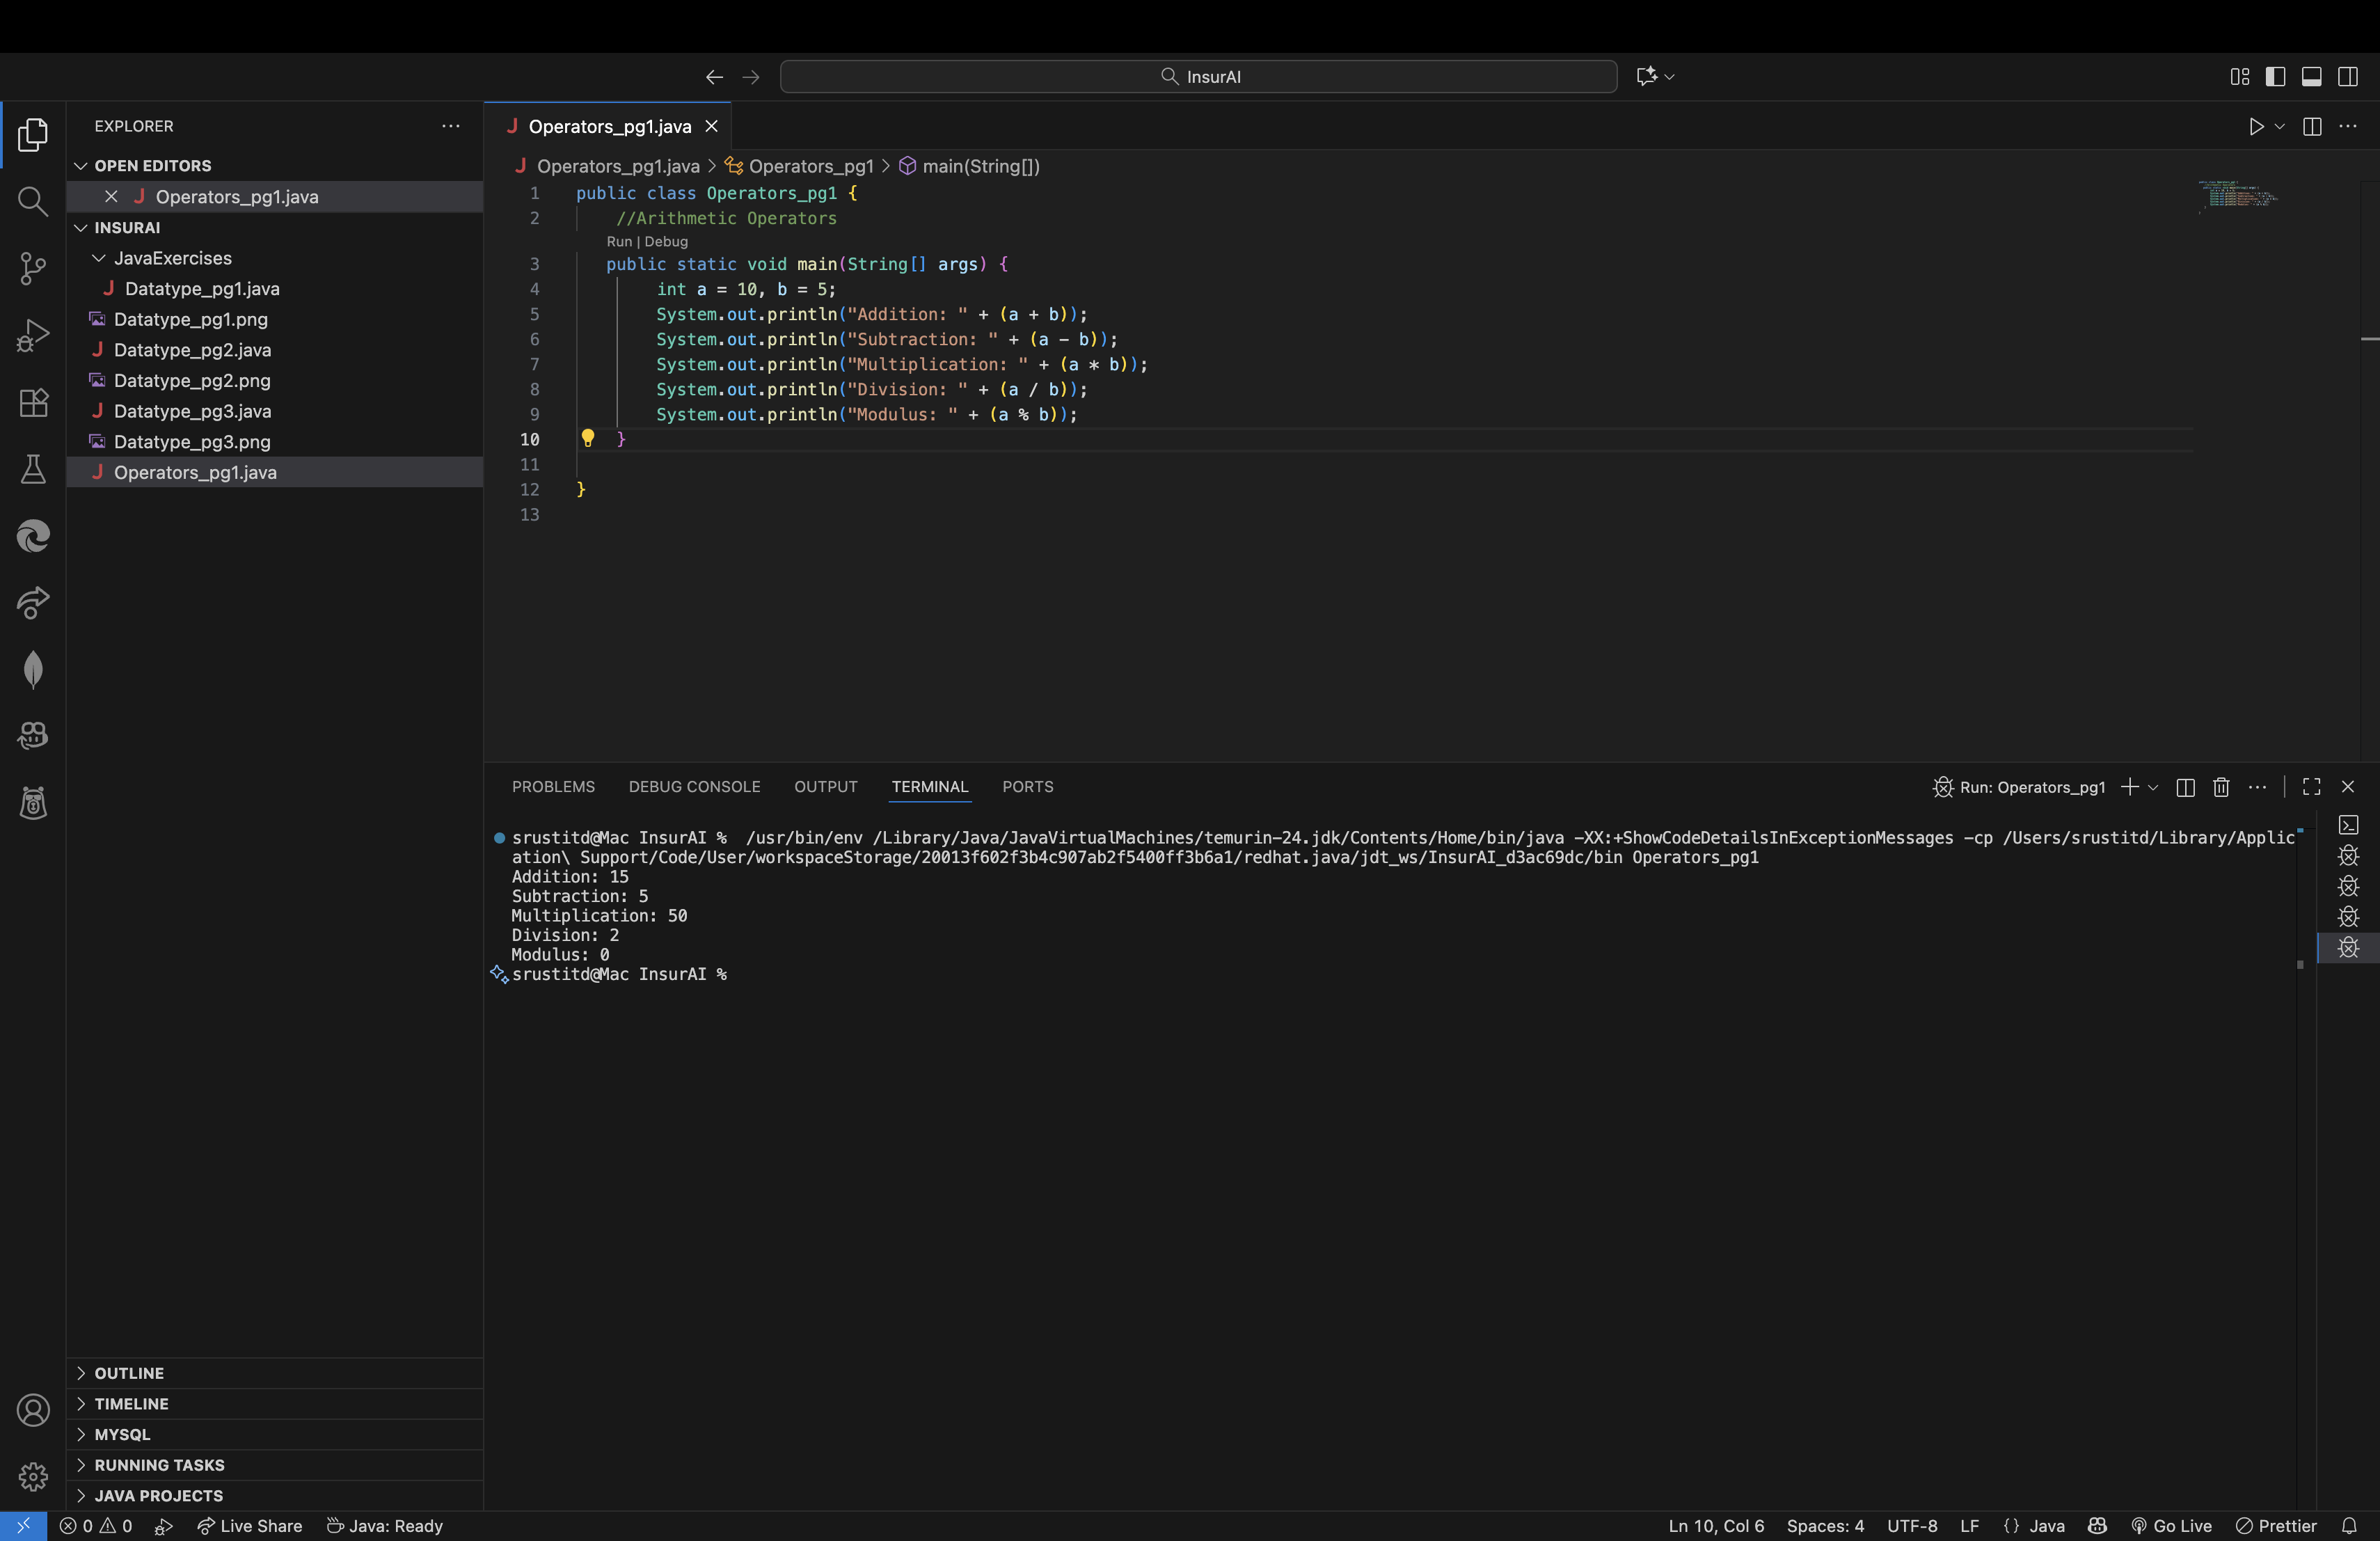 InsurAI
EXPLORER
OPEN EDITORS
Operators_pg1.java
INSURAI
JavaExercises
Datatype_pg1.java
Datatype_pg1.png
Datatype_pg2.java
Datatype_pg2.png
Datatype_pg3.java
Datatype_pg3.png
Operators_pg1.java
OUTLINE
TIMELINE
MYSQL
RUNNING TASKS
JAVA PROJECTS
Operators_pg1.java
Operators_pg1.java > Operators_pg1 > main(String[])
1 public class Operators_pg1 {
2 //Arithmetic Operators
Run | Debug
3 public static void main(String[] args) {
4 int a = 10, b = 5;
5 System.out.println("Addition: " + (a + b));
6 System.out.println("Subtraction: " + (a - b));
7 System.out.println("Multiplication: " + (a * b));
8 System.out.println("Division: " + (a / b));
9 System.out.println("Modulus: " + (a % b));
10 }
11
12 }
13
PROBLEMS DEBUG CONSOLE OUTPUT TERMINAL PORTS
Run: Operators_pg1
srustitd@Mac InsurAI %  /usr/bin/env /Library/Java/JavaVirtualMachines/temurin-24.jdk/Contents/Home/bin/java -XX:+ShowCodeDetailsInExceptionMessages -cp /Users/srustitd/Library/Applic
ation\ Support/Code/User/workspaceStorage/20013f602f3b4c907ab2f5400ff3b6a1/redhat.java/jdt_ws/InsurAI_d3ac69dc/bin Operators_pg1
Addition: 15
Subtraction: 5
Multiplication: 50
Division: 2
Modulus: 0
srustitd@Mac InsurAI %
0 0 Live Share Java: Ready Ln 10, Col 6 Spaces: 4 UTF-8 LF {} Java Go Live Prettier